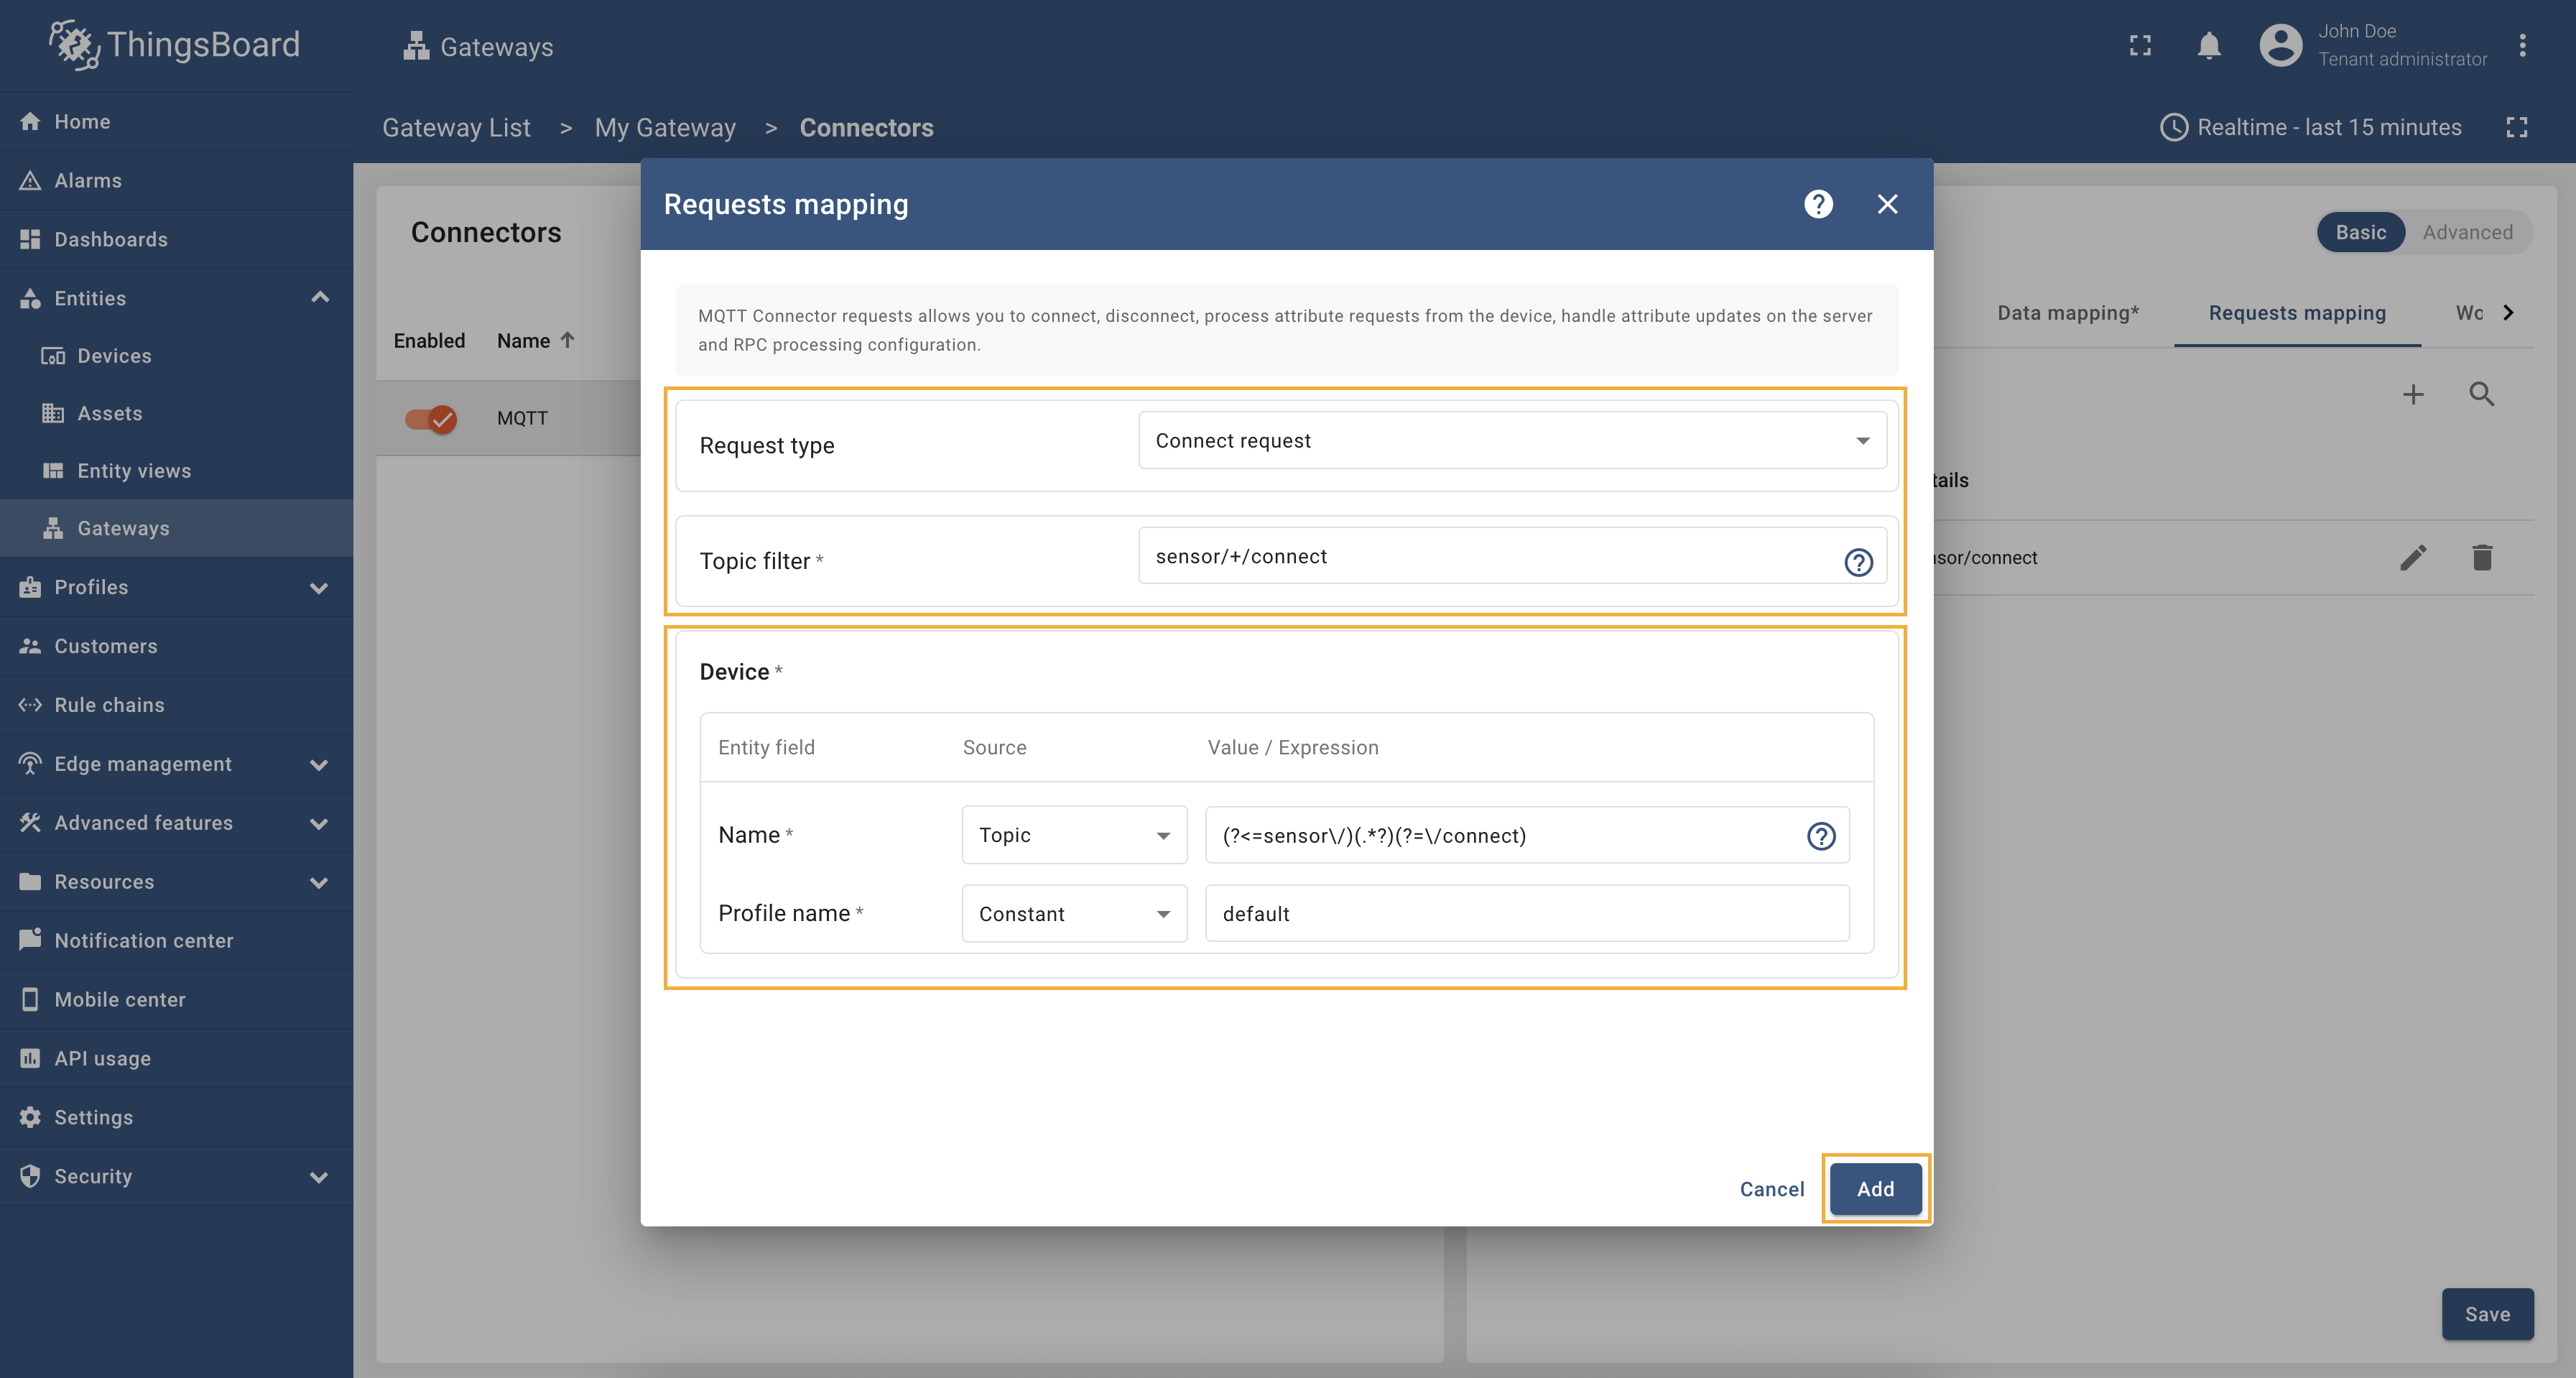 ThingsBoard
Gateways
John Doe
Tenant administrator
Gateway List > My Gateway > Connectors
Realtime - last 15 minutes
Home
Alarms
Dashboards
Entities
Devices
Assets
Entity views
Gateways
Profiles
Customers
Rule chains
Edge management
Advanced features
Resources
Notification center
Mobile center
API usage
Settings
Security
Connectors
Enabled
Name
MQTT
Basic
Advanced
Data mapping*
Requests mapping
Wo
tails
nsor/connect
Save
Requests mapping
MQTT Connector requests allows you to connect, disconnect, process attribute requests from the device, handle attribute updates on the server
and RPC processing configuration.
Request type
Connect request
Topic filter *
sensor/+/connect
Device *
Entity field
Source
Value / Expression
Name *
Topic
(?<=sensor\/)(.*?)(?=\/connect)
Profile name *
Constant
default
Cancel
Add